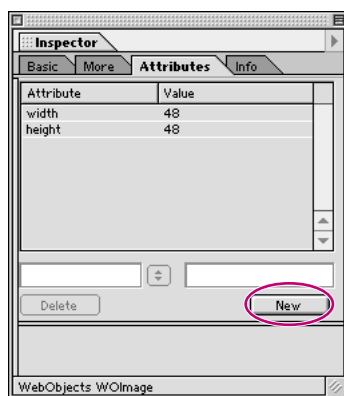 Inspector
Basic More Attributes Info
Attribute Value
width 48
height 48
Delete New
WebObjects WOImage